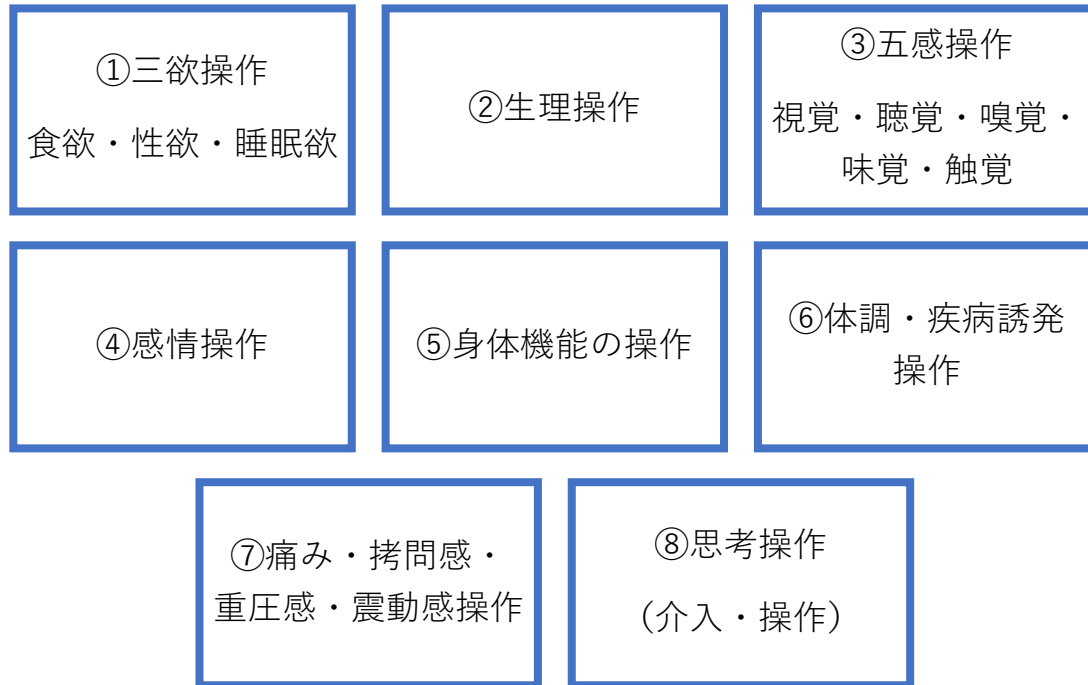 ①三欲操作
食欲・性欲・睡眠欲
②生理操作
③五感操作
視覚・聴覚・嗅覚・
味覚・触覚
④感情操作
⑤身体機能の操作
⑥体調・疾病誘発
操作
⑦痛み・拷問感・
重圧感・震動感操作
⑧思考操作
（介入・操作）